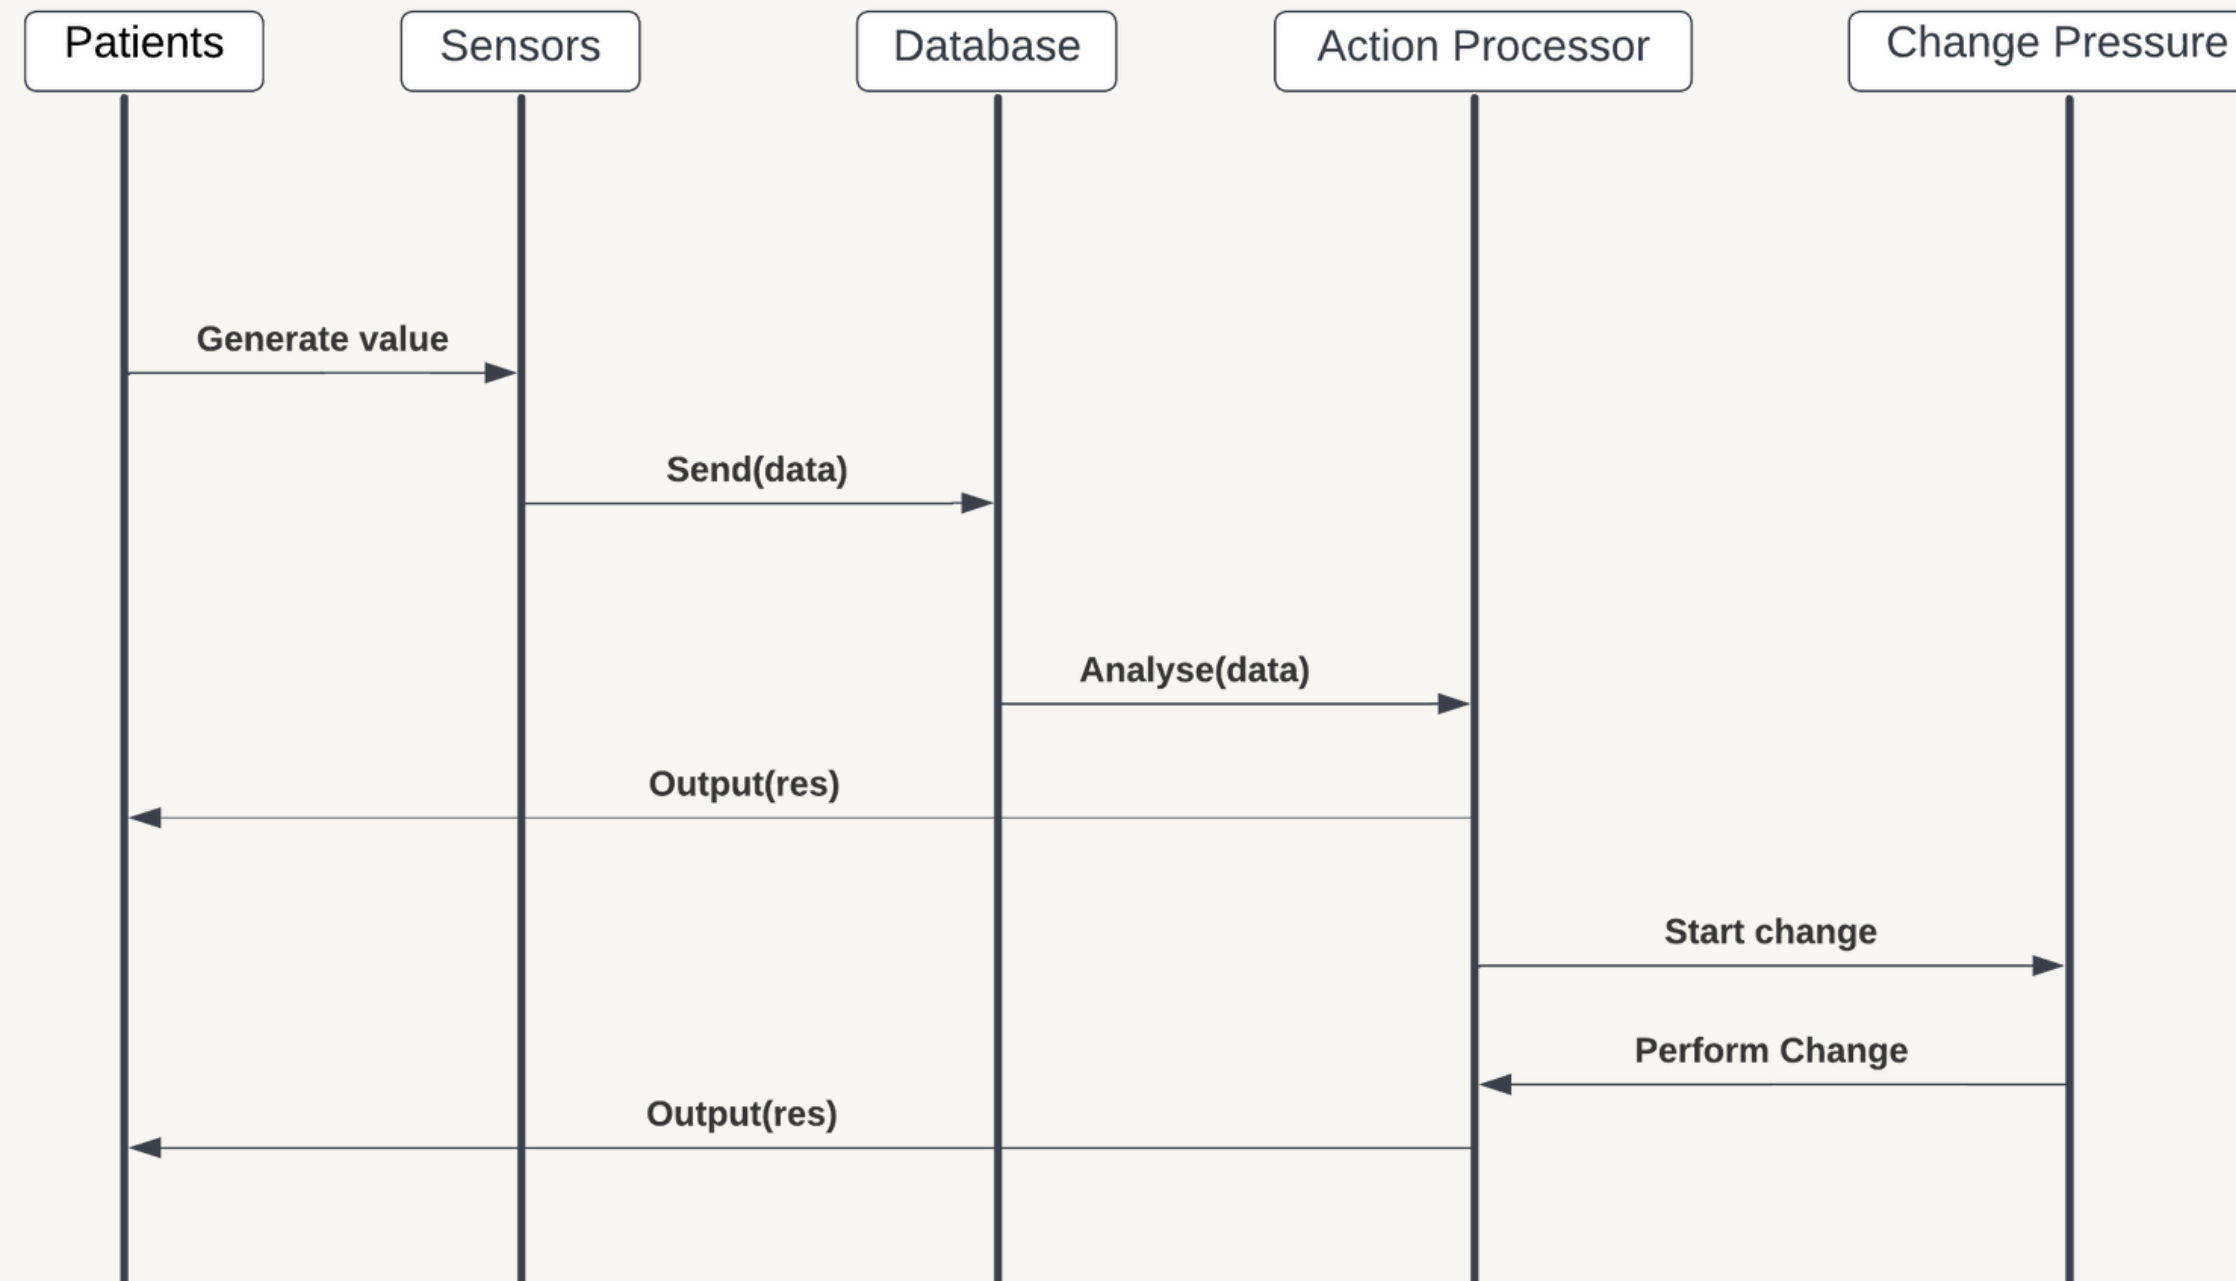 Patients
Sensors
Database
Action Processor
Change Pressure
Generate value
Send(data)
Analyse(data)
Output(res)
Start change
Perform Change
Output(res)